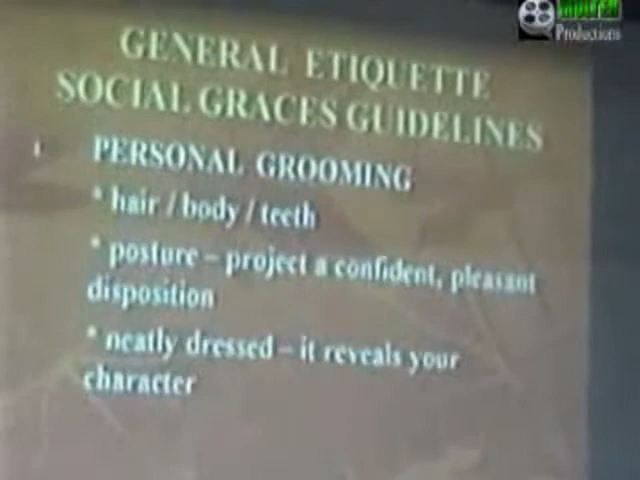 Productions
GENERAL ETIQUETTE
SOCIAL GRACES GUIDELINES
PERSONAL GROOMING
* hair / body / teeth
* posture – project a confident, pleasant
disposition
* neatly dressed – it reveals your
character